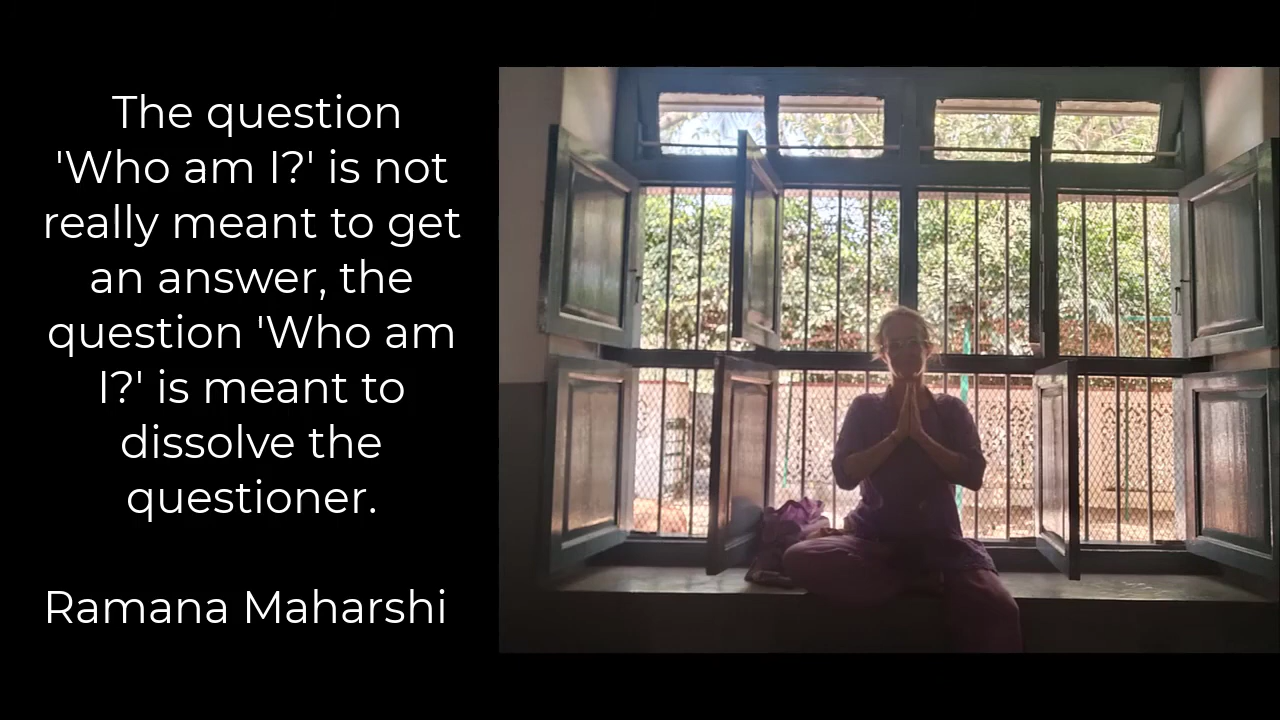 The question
'Who am I?' is not
really meant to get
an answer, the
question 'Who am
I?' is meant to
dissolve the
questioner.
Ramana Maharshi